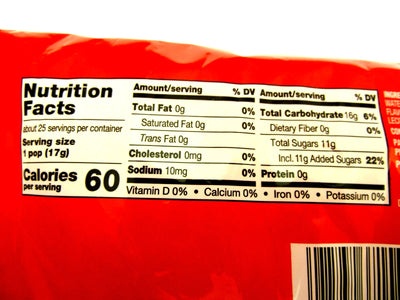 Nutrition
Facts
about 25 servings per container
Serving size
1 pop (17g)
Calories
per serving
60
Amount/serving % DV
Total Fat 0g 0%
Saturated Fat 0g 0%
Trans Fat 0g
Cholesterol 0mg 0%
Sodium 10mg 0%
Amount/serving % DV
Total Carbohydrate 16g 6%
Dietary Fiber 0g 0%
Total Sugars 11g
Incl. 11g Added Sugars 22%
Protein 0g
Vitamin D 0% • Calcium 0% • Iron 0% • Potassium 0%